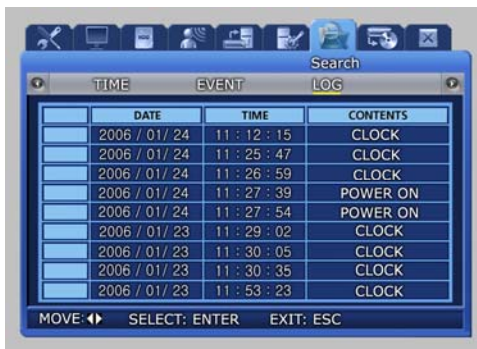 Search
TIME EVENT LOG
DATE TIME CONTENTS
2006 / 01/ 24 11 : 12 : 15 CLOCK
2006 / 01/ 24 11 : 25 : 47 CLOCK
2006 / 01/ 24 11 : 26 : 59 CLOCK
2006 / 01/ 24 11 : 27 : 39 POWER ON
2006 / 01/ 24 11 : 27 : 54 POWER ON
2006 / 01/ 23 11 : 29 : 02 CLOCK
2006 / 01/ 23 11 : 30 : 05 CLOCK
2006 / 01/ 23 11 : 30 : 35 CLOCK
2006 / 01/ 23 11 : 53 : 23 CLOCK
MOVE: SELECT: ENTER EXIT: ESC